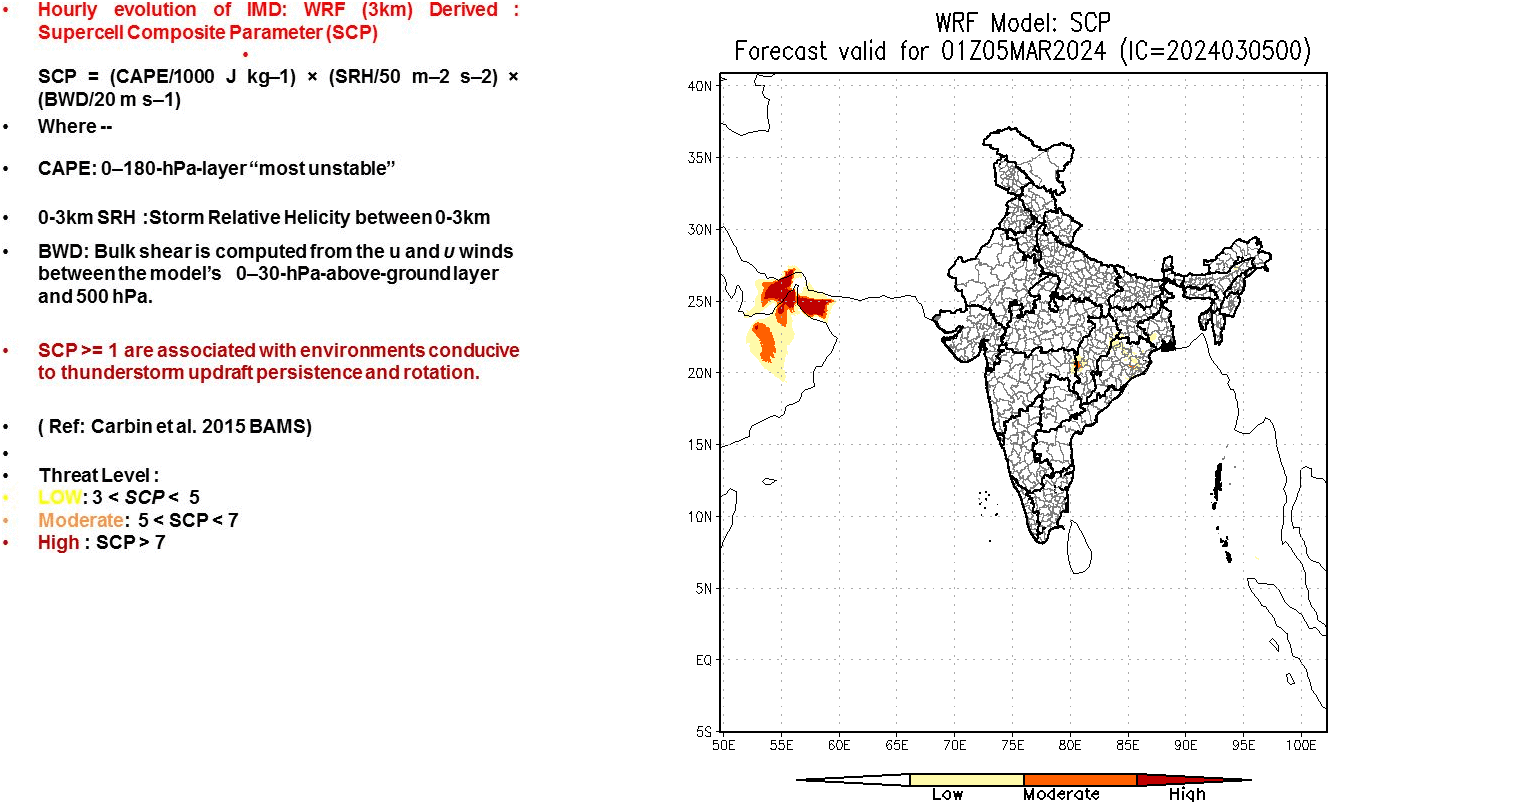 • Hourly evolution of IMD: WRF (3km) Derived :
Supercell Composite Parameter (SCP)
•
SCP = (CAPE/1000 J kg–1) × (SRH/50 m–2 s–2) ×
(BWD/20 m s–1)
• Where --
• CAPE: 0–180-hPa-layer “most unstable”
• 0-3km SRH :Storm Relative Helicity between 0-3km
• BWD: Bulk shear is computed from the u and υ winds
between the model’s 0–30-hPa-above-ground layer
and 500 hPa.
• SCP >= 1 are associated with environments conducive
to thunderstorm updraft persistence and rotation.
• ( Ref: Carbin et al. 2015 BAMS)
•
• Threat Level :
• LOW: 3 < SCP < 5
• Moderate: 5 < SCP < 7
• High : SCP > 7
WRF Model: SCP
Forecast valid for 01Z05MAR2024 (IC=2024030500)
40N
35N
30N
25N
20N
15N
10N
5N
EQ
5S
50E 55E 60E 65E 70E 75E 80E 85E 90E 95E 100E
Low Moderate High